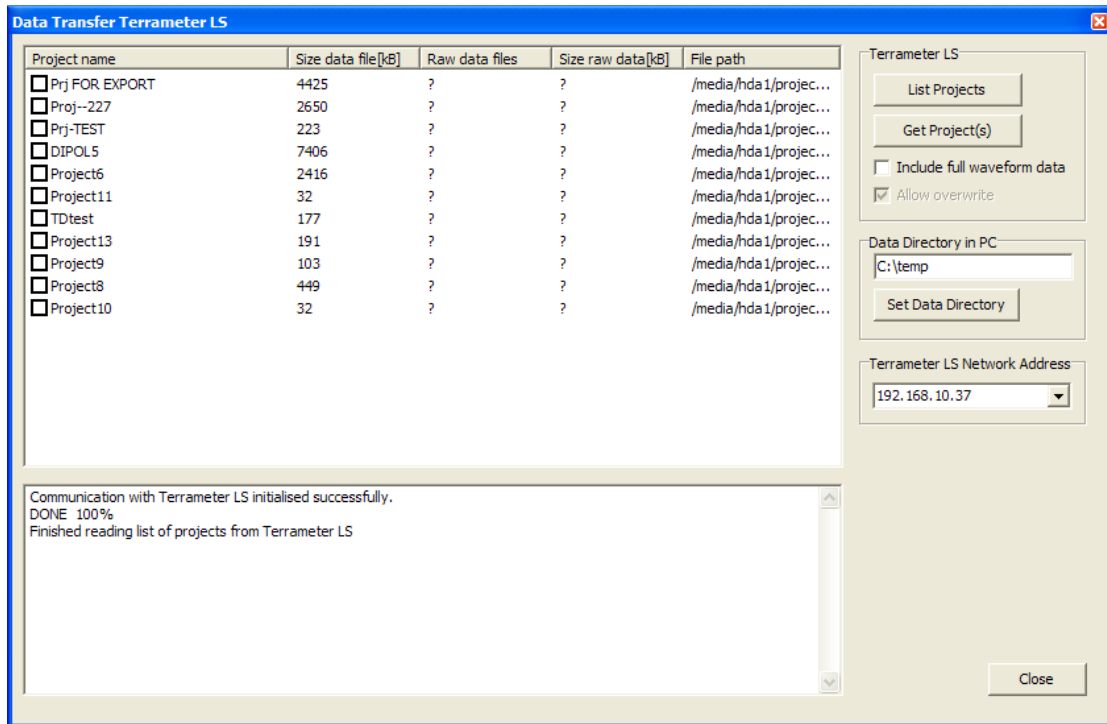 Data Transfer Terrameter LS
Project name Size data file[kB] Raw data files Size raw data[kB] File path
Prj FOR EXPORT 4425 ? ? /media/hda1/projec...
Proj--227 2650 ? ? /media/hda1/projec...
Prj-TEST 223 ? ? /media/hda1/projec...
DIPOL5 7406 ? ? /media/hda1/projec...
Project6 2416 ? ? /media/hda1/projec...
Project11 32 ? ? /media/hda1/projec...
TDtest 177 ? ? /media/hda1/projec...
Project13 191 ? ? /media/hda1/projec...
Project9 103 ? ? /media/hda1/projec...
Project8 449 ? ? /media/hda1/projec...
Project10 32 ? ? /media/hda1/projec...
Terrameter LS
List Projects
Get Project(s)
Include full waveform data
Allow overwrite
Data Directory in PC
C:\temp
Set Data Directory
Terrameter LS Network Address
192.168.10.37
Communication with Terrameter LS initialised successfully.
DONE 100%
Finished reading list of projects from Terrameter LS
Close